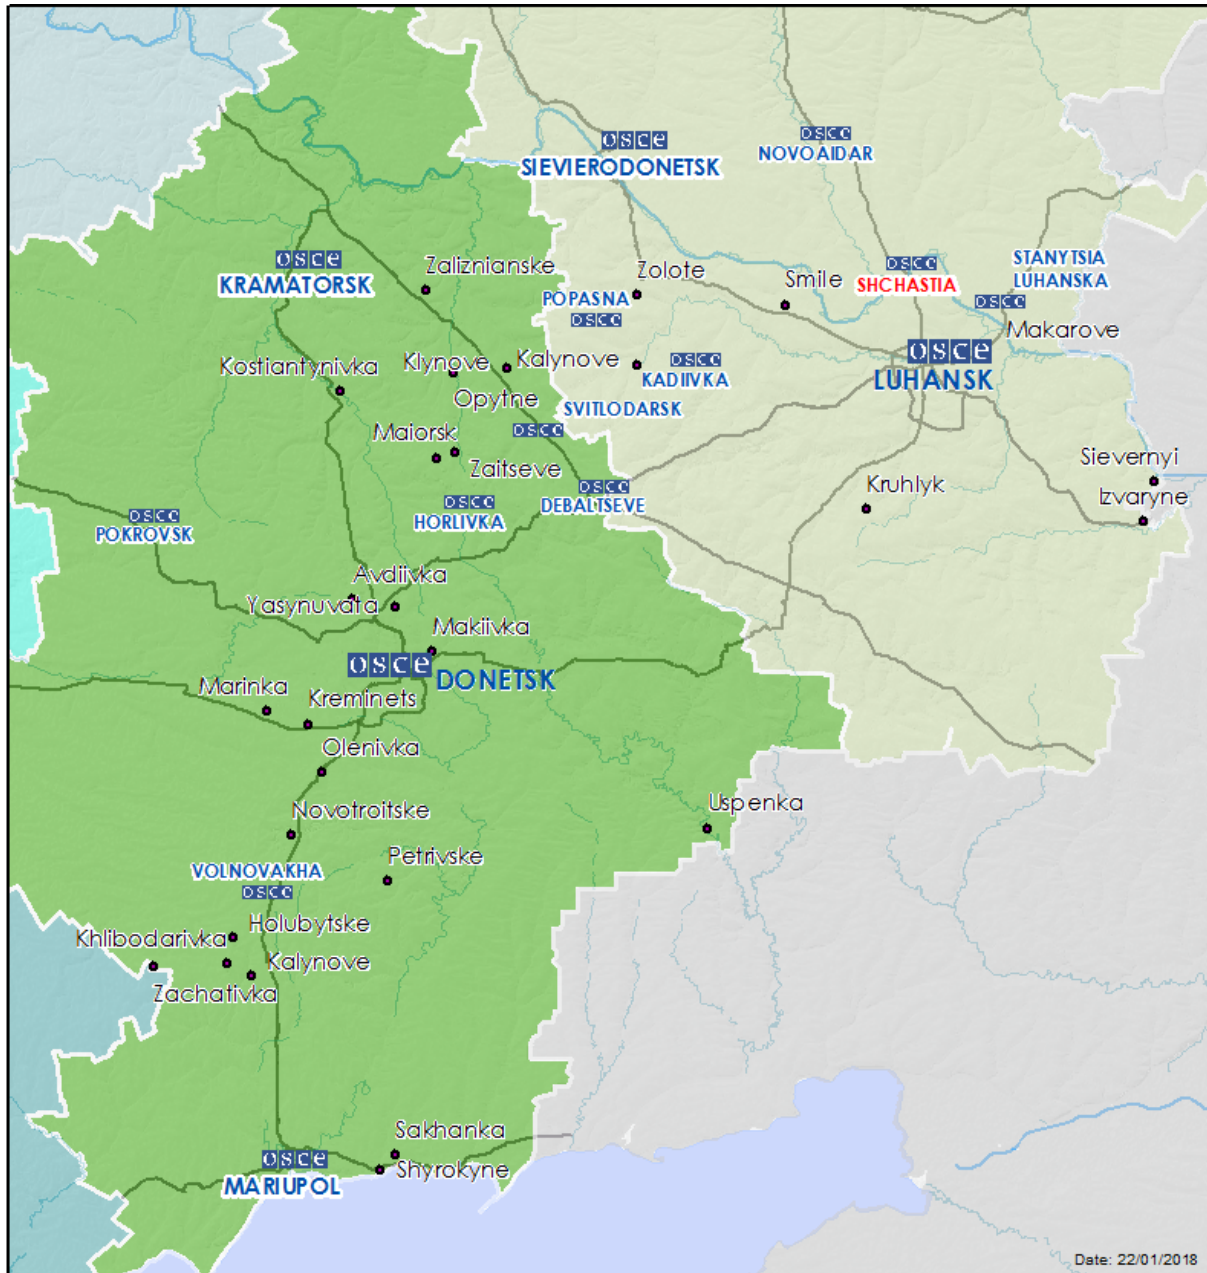 osce
SIEVIERODONETSK
osce
NOVOAIDAR
osce
KRAMATORSK
Zaliznianske
POPASNA
osce
Zolote
Smile
osce
SHCHASTIA
STANYTSIA
LUHANSKA
osce
Makarove
osce
LUHANSK
Kostiantynivka
Klynove
Kalynove
Opytne
osce
KADIIVKA
SVITLODARSK
osce
Maiorsk
Zaitseve
osce
HORLIVKA
osce
DEBALTSEVE
Kruhlyk
Sievernyi
Izvaryne
osce
POKROVSK
Avdiivka
Yasynuvata
Makiivka
osce
DONETSK
Marinka
Kreminets
Olenivka
Novotroitske
Uspenka
Petrivske
VOLNOVAKHA
osce
Holubytske
Khlibodarivka
Kalynove
Zachativka
Sakhanka
osce
Shyrokyne
MARIUPOL
Date: 22/01/2018